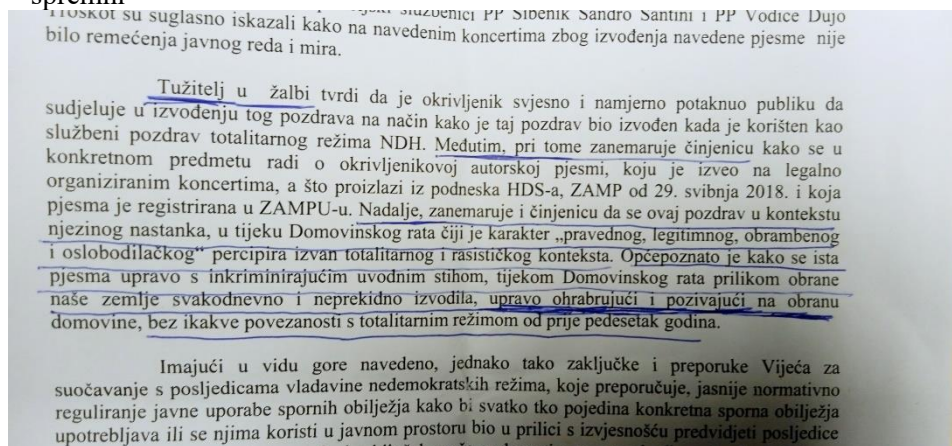 spremni
su suglasno iskazali kako na navedenim koncertima zbog izvođenja navedene pjesme nije
bilo remećenja javnog reda i mira.
Tužitelj u žalbi tvrdi da je okrivljenik svjesno i namjerno potaknuo publiku da
sudjeluje u izvođenju tog pozdrava na način kako je taj pozdrav bio izvođen kada je korišten kao
službeni pozdrav totalitarnog režima NDH. Međutim, pri tome zanemaruje činjenicu kako se u
konkretnom predmetu radi o okrivljenikovoj autorskoj pjesmi, koju je izveo na legalno
organiziranim koncertima, a što proizlazi iz podneska HDS-a, ZAMP od 29. svibnja 2018. i koja
pjesma je registrirana u ZAMPU-u. Nadalje, zanemaruje i činjenicu da se ovaj pozdrav u kontekstu
njezinog nastanka, u tijeku Domovinskog rata čiji je karakter „pravednog, legitimnog, obrambenog
i oslobodilačkog“ percipira izvan totalitarnog i rasističkog konteksta. Općepoznato je kako se ista
pjesma upravo s inkriminirajućim uvodnim stihom, tijekom Domovinskog rata prilikom obrane
naše zemlje svakodnevno i neprekidno izvodila, upravo ohrabrujući i pozivajući na obranu
domovine, bez ikakve povezanosti s totalitarnim režimom od prije pedesetak godina.
Imajući u vidu gore navedeno, jednako tako zaključke i preporuke Vijeća za
suočavanje s posljedicama vladavine nedemokratskih režima, koje preporučuje, jasnije normativno
reguliranje javne uporabe spornih obilježja kako bi svatko tko pojedina konkretna sporna obilježja
upotrebljava ili se njima koristi u javnom prostoru bio u prilici s izvjesnošću predvidjeti posljedice